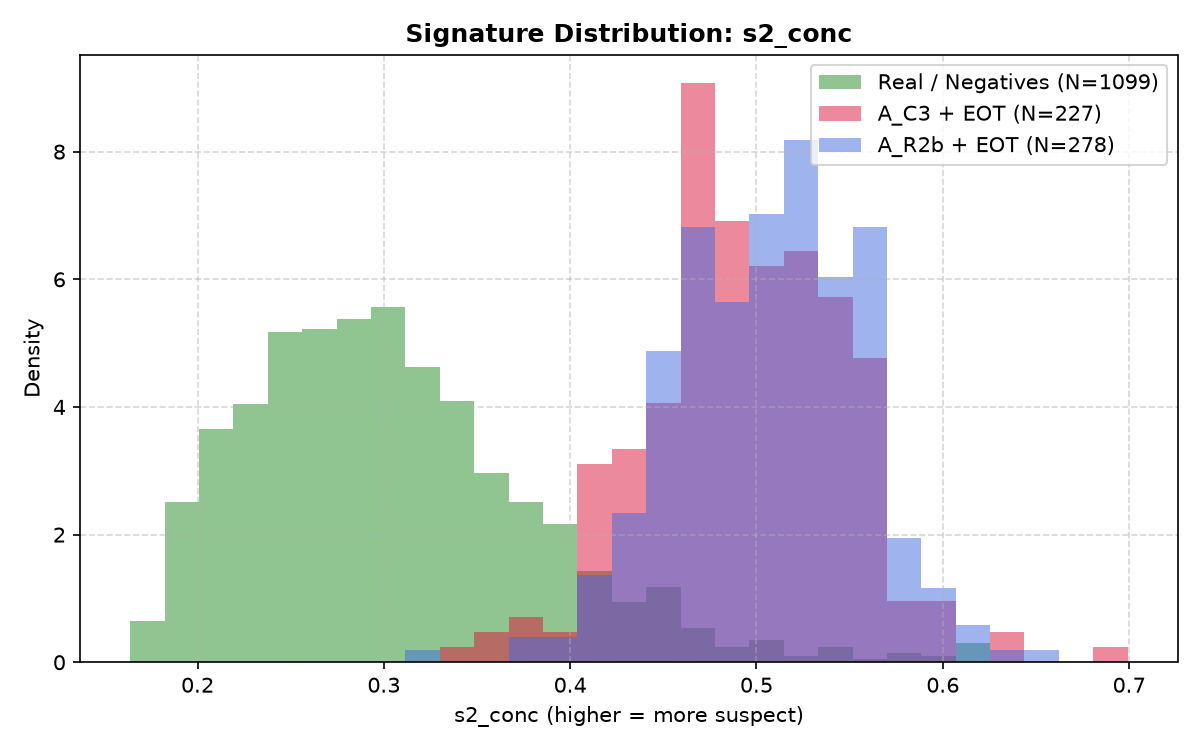 Signature Distribution: s2_conc
Real / Negatives (N=1099)
A_C3 + EOT (N=227)
A_R2b + EOT (N=278)
Density
8
6
4
2
0
0.2 0.3 0.4 0.5 0.6 0.7
s2_conc (higher = more suspect)